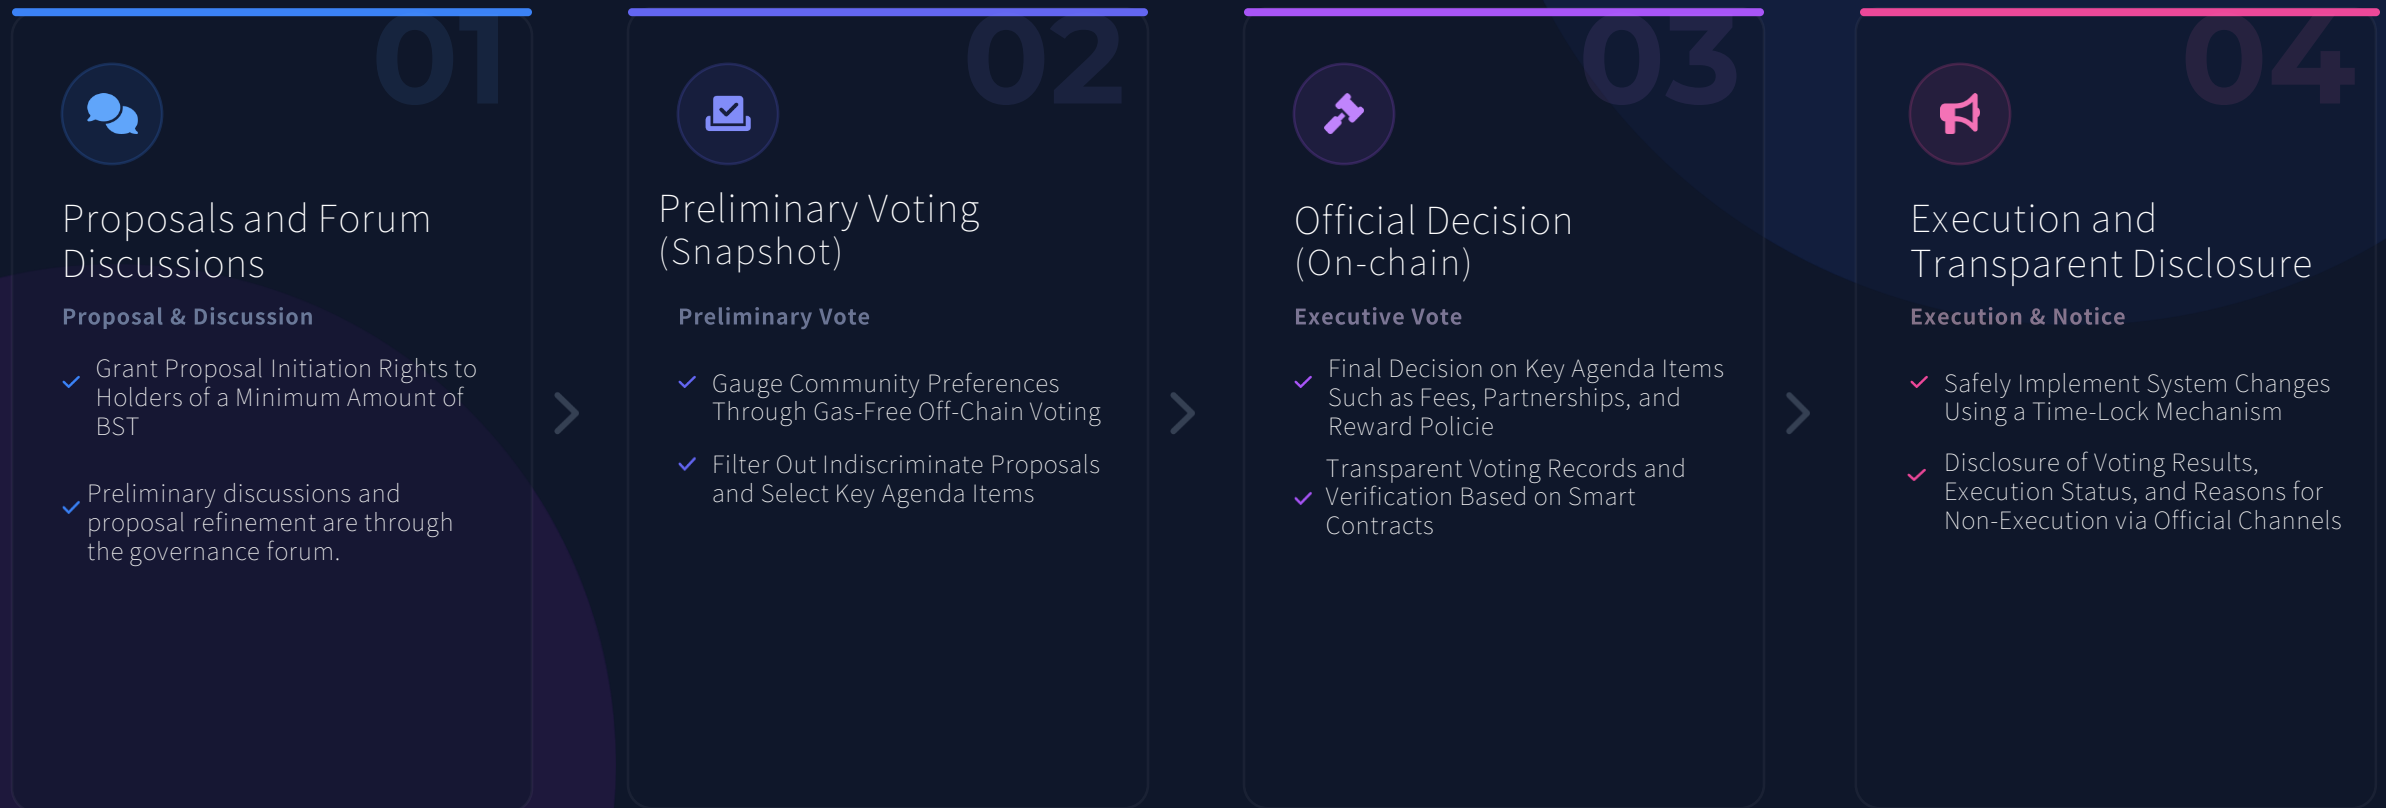 01
Proposals and Forum
Discussions
Proposal & Discussion
Grant Proposal Initiation Rights to
Holders of a Minimum Amount of
BST
Preliminary discussions and
proposal refinement are through
the governance forum.
02
Preliminary Voting
(Snapshot)
Preliminary Vote
Gauge Community Preferences
Through Gas-Free Off-Chain Voting
Filter Out Indiscriminate Proposals
and Select Key Agenda Items
03
Official Decision
(On-chain)
Executive Vote
Final Decision on Key Agenda Items
Such as Fees, Partnerships, and
Reward Policie
Transparent Voting Records and
Verification Based on Smart
Contracts
04
Execution and
Transparent Disclosure
Execution & Notice
Safely Implement System Changes
Using a Time-Lock Mechanism
Disclosure of Voting Results,
Execution Status, and Reasons for
Non-Execution via Official Channels